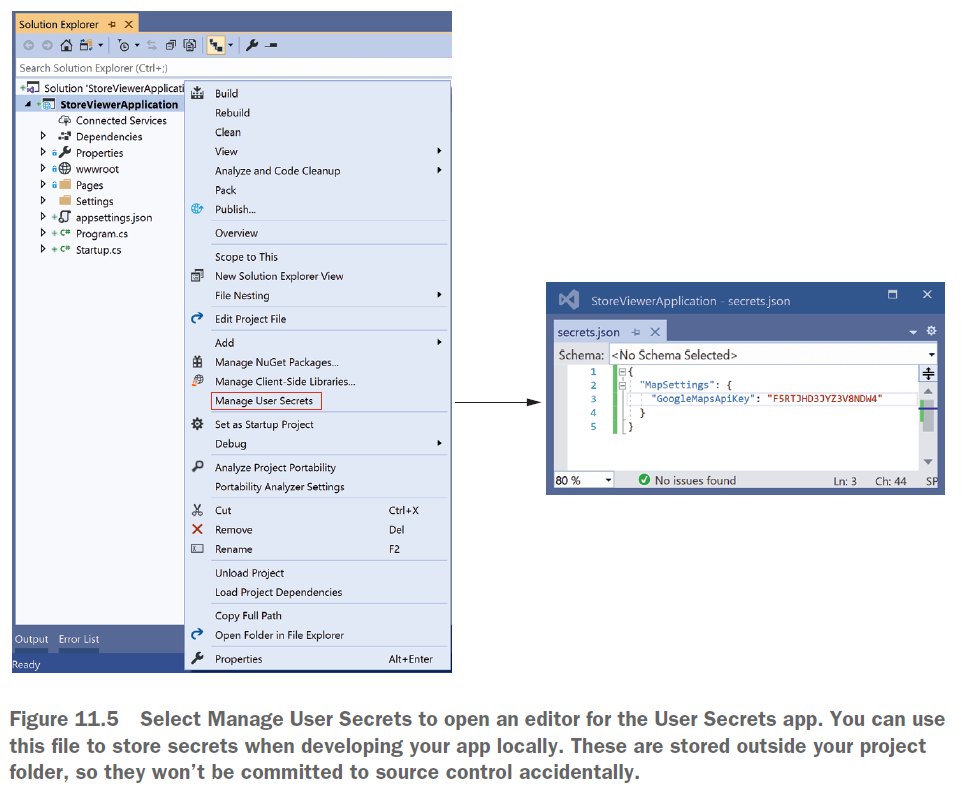 Solution Explorer
Search Solution Explorer (Ctrl+;)
Solution 'StoreViewerApplicati
StoreViewerApplication
Connected Services
Dependencies
Properties
wwwroot
Pages
Settings
appsettings.json
C# Program.cs
C# Startup.cs
Output Error List
Ready
Build
Rebuild
Clean
View
Analyze and Code Cleanup
Pack
Publish...
Overview
Scope to This
New Solution Explorer View
File Nesting
Edit Project File
Add
Manage NuGet Packages...
Manage Client-Side Libraries...
Manage User Secrets
Set as Startup Project
Debug
Analyze Project Portability
Portability Analyzer Settings
Cut Ctrl+X
Remove Del
Rename F2
Unload Project
Load Project Dependencies
Copy Full Path
Open Folder in File Explorer
Properties Alt+Enter
StoreViewerApplication - secrets.json
secrets.json
Schema: <No Schema Selected>
1 {
2 "MapSettings": {
3 "GoogleMapsApiKey": "F5RTJHD3JYZ3V8NDW4"
4 }
5 }
80 % No issues found Ln: 3 Ch: 44 SP
Figure 11.5 Select Manage User Secrets to open an editor for the User Secrets app. You can use
this file to store secrets when developing your app locally. These are stored outside your project
folder, so they won't be committed to source control accidentally.